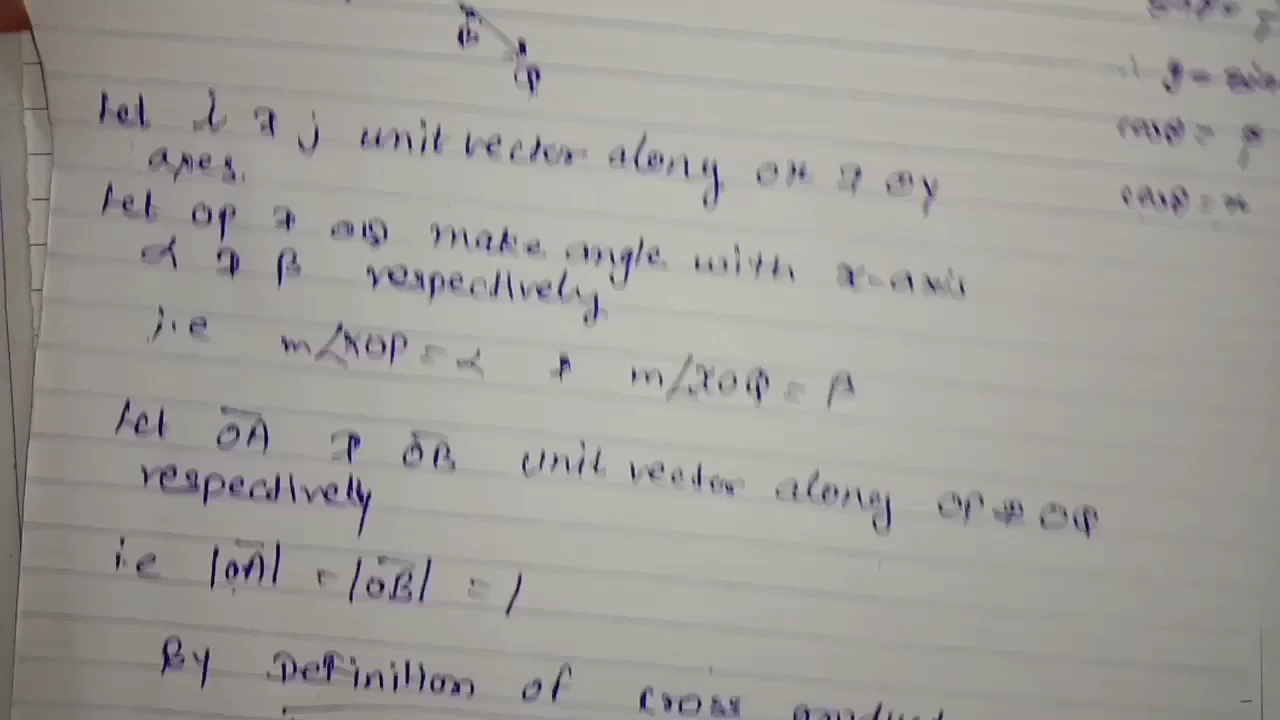 B
P
Let i & j unit vector along ox & oy
axes.
Let OP & OQ make angle with x-axis
α & β respectively
i.e m∠XOP = α & m∠XOQ = β
Let OA & OB unit vector along OP & OQ
respectively
i.e |OA| = |OB| = 1
By Definition of cross product